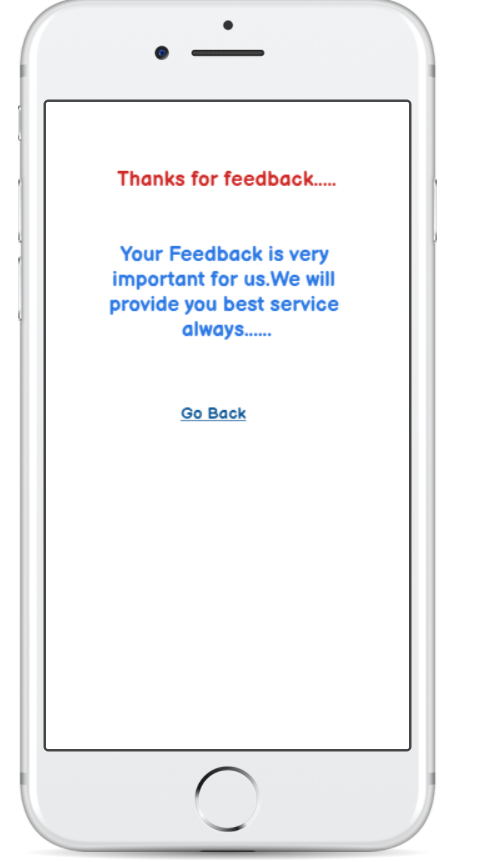 Thanks for feedback.....
Your Feedback is very
important for us.We will
provide you best service
always......
Go Back